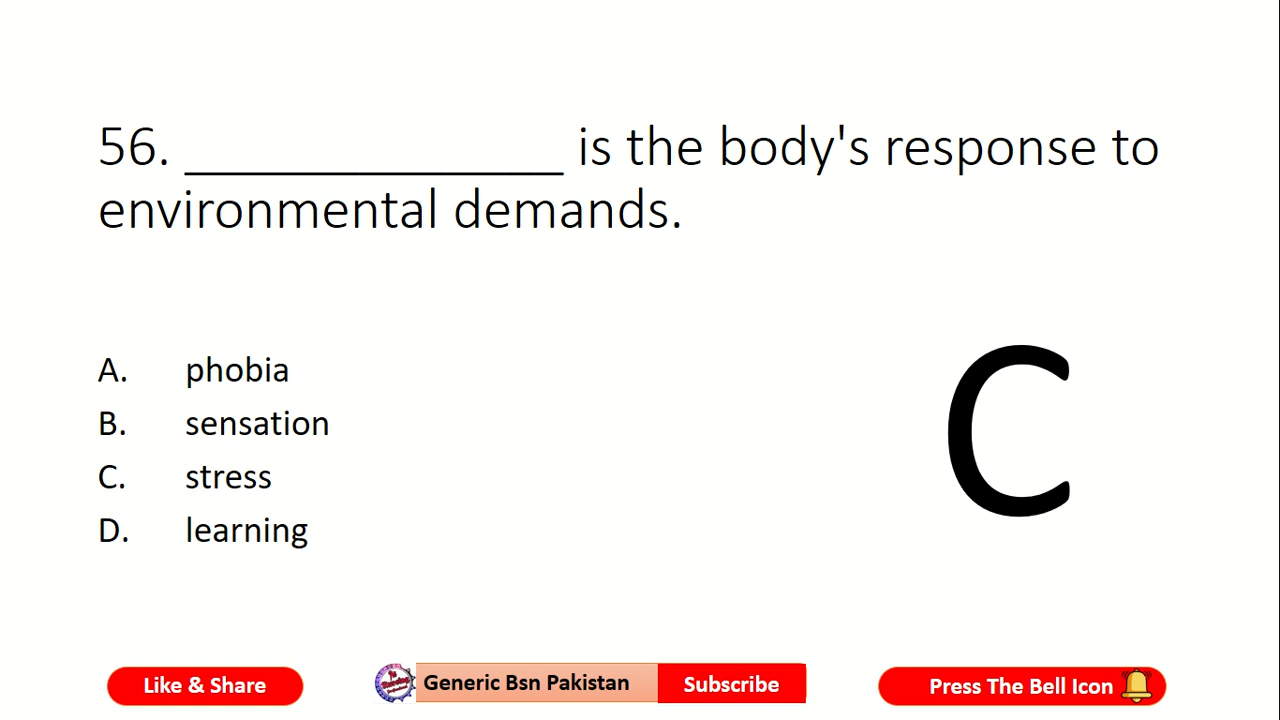 56. ______________ is the body's response to
environmental demands.
A. phobia
B. sensation
C. stress
D. learning
C
Like & Share
Generic Bsn Pakistan
Subscribe
Press The Bell Icon